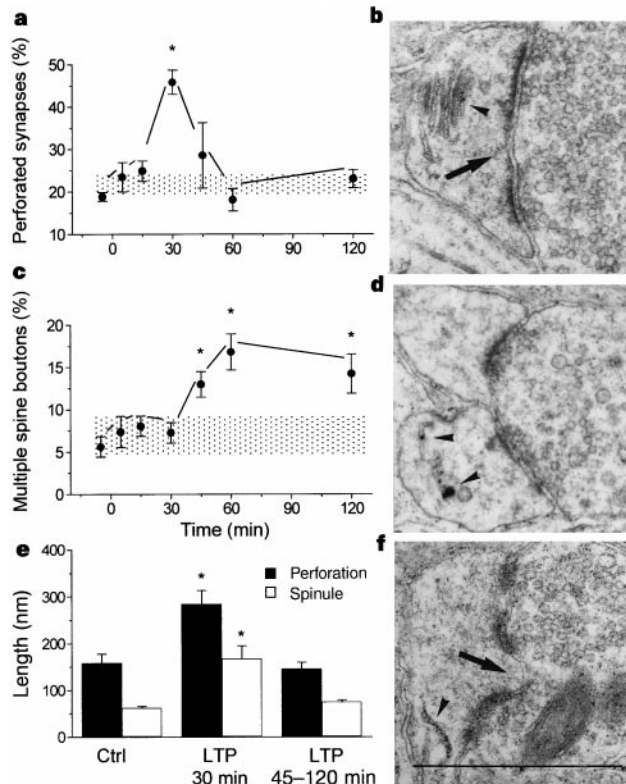 a
Perforated synapses (%)
50
40
30
20
10
*
0
30
60
90
120
b
c
Multiple spine boutons (%)
20
15
10
5
0
*
*
*
0
30
60
90
120
Time (min)
d
e
Length (nm)
400
300
200
100
0
*
*
Perforation
Spinule
Ctrl
LTP
30 min
LTP
45–120 min
f